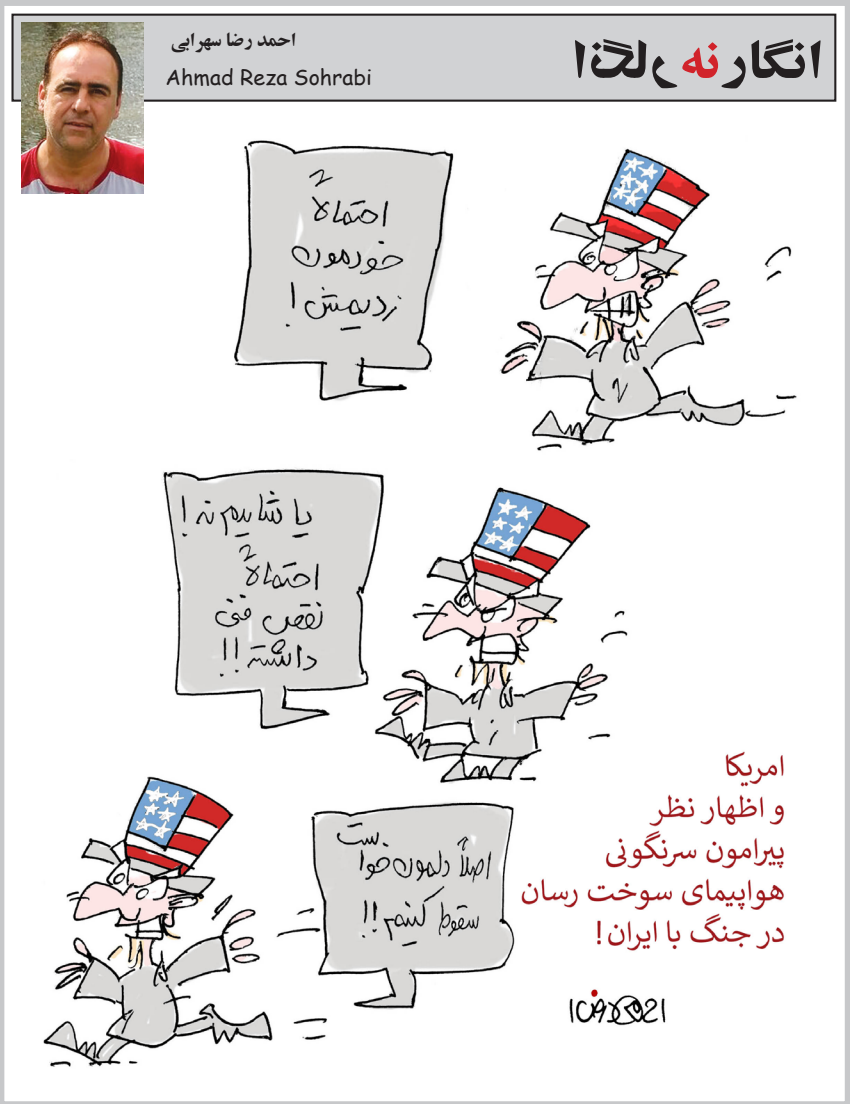 احمد رضا سهرابی
Ahmad Reza Sohrabi
انگار نه انگار
احتمالاً
خودمون
زدیمش!
یا شایدم نه!
احتمالاً
نقص فنی
داشته!!
اصلاً دلمون خواست
سقوط کنیم!!
امریکا
و اظهار نظر
پیرامون سرنگونی
هواپیمای سوخت رسان
در جنگ با ایران!